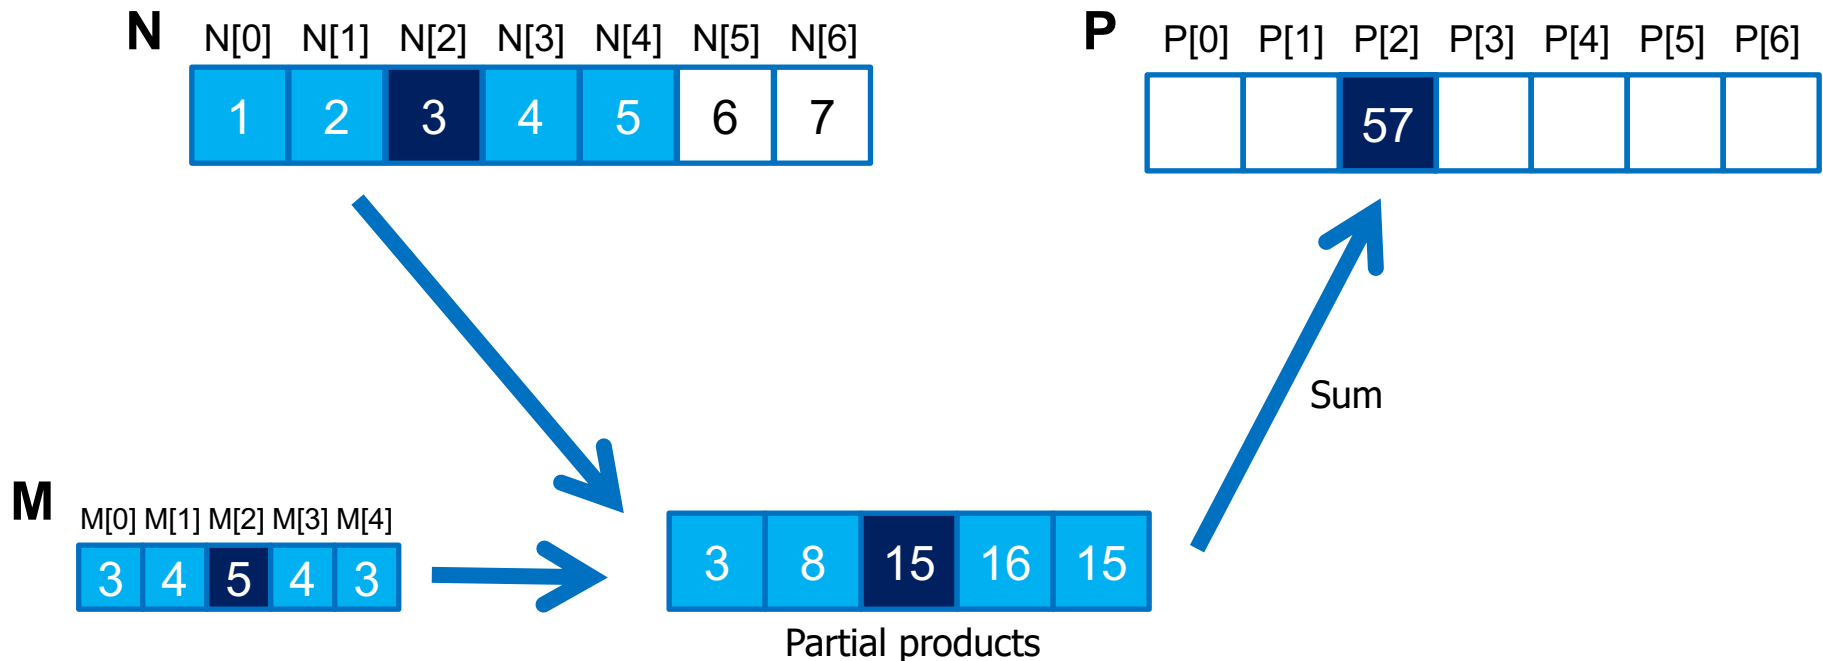 N N[0] N[1] N[2] N[3] N[4] N[5] N[6]
1 2 3 4 5 6 7
P P[0] P[1] P[2] P[3] P[4] P[5] P[6]
57
Sum
M M[0] M[1] M[2] M[3] M[4]
3 4 5 4 3
3 8 15 16 15
Partial products